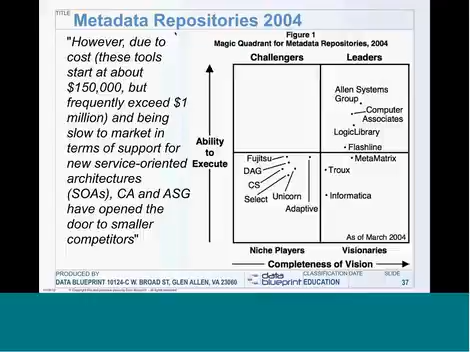 TITLE
Metadata Repositories 2004
"However, due to
cost (these tools
start at about
$150,000, but
frequently exceed $1
million) and being
slow to market in
terms of support for
new service-oriented
architectures
(SOAs), CA and ASG
have opened the
door to smaller
competitors"
Figure 1
Magic Quadrant for Metadata Repositories, 2004
Challengers
Leaders
Allen Systems
Group
Computer
Associates
LogicLibrary
Flashline
Ability
to
Execute
Fujitsu
DAG
CS
Select
Unicorn
Adaptive
MetaMatrix
Troux
Informatica
As of March 2004
Niche Players
Visionaries
Completeness of Vision
PRODUCED BY
DATA BLUEPRINT 10124-C W. BROAD ST, GLEN ALLEN, VA 23060
data
blueprint
CLASSIFICATION
EDUCATION
DATE
SLIDE
37